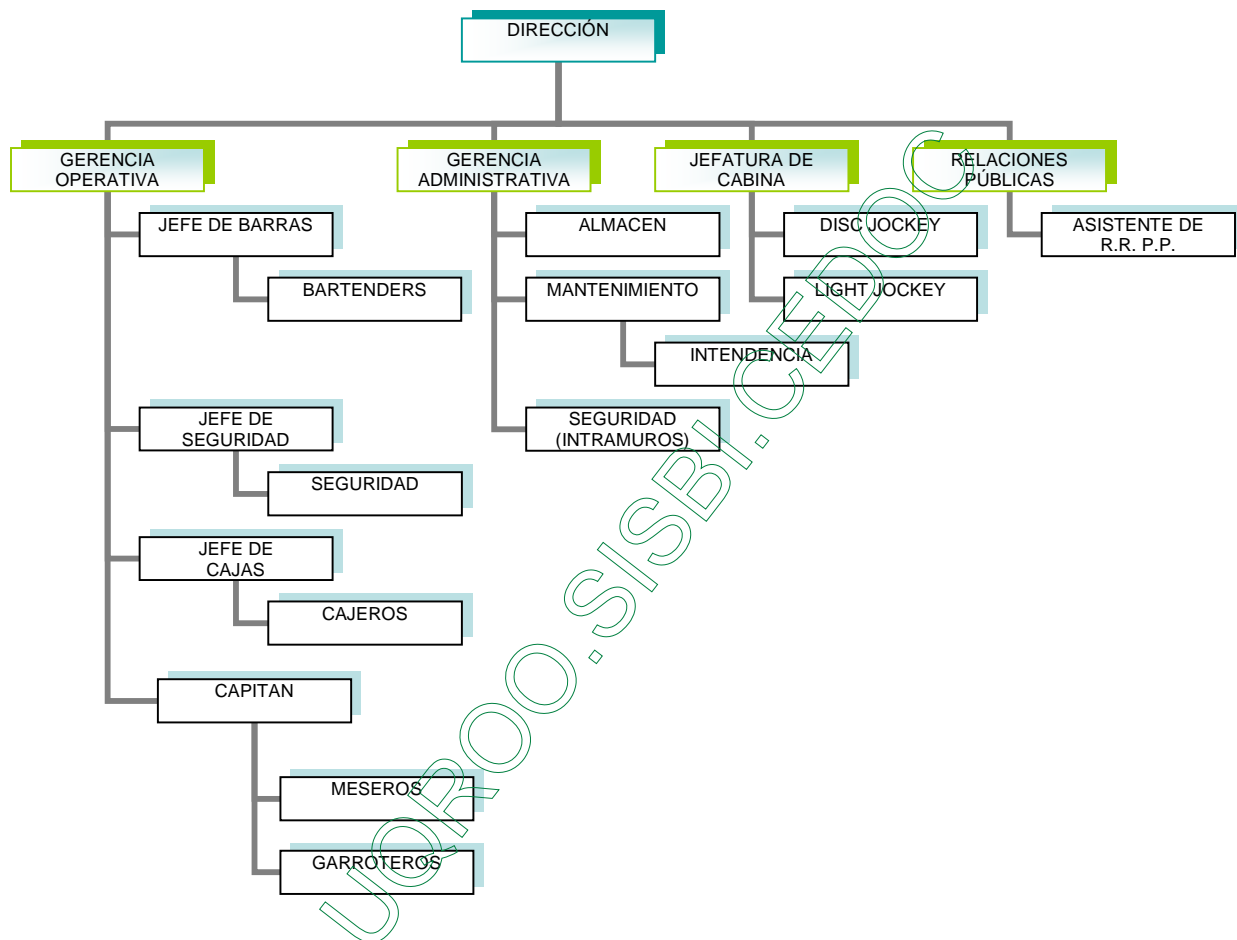 DIRECCIÓN
GERENCIA
OPERATIVA
GERENCIA
ADMINISTRATIVA
JEFATURA DE
CABINA
RELACIONES
PÚBLICAS
JEFE DE BARRAS
BARTENDERS
JEFE DE
SEGURIDAD
SEGURIDAD
JEFE DE
CAJAS
CAJEROS
CAPITAN
MESEROS
GARROTEROS
ALMACEN
MANTENIMIENTO
INTENDENCIA
SEGURIDAD
(INTRAMUROS)
DISC JOCKEY
LIGHT JOCKEY
ASISTENTE DE
R.R. P.P.
UQROO.SISBI.CEDOC